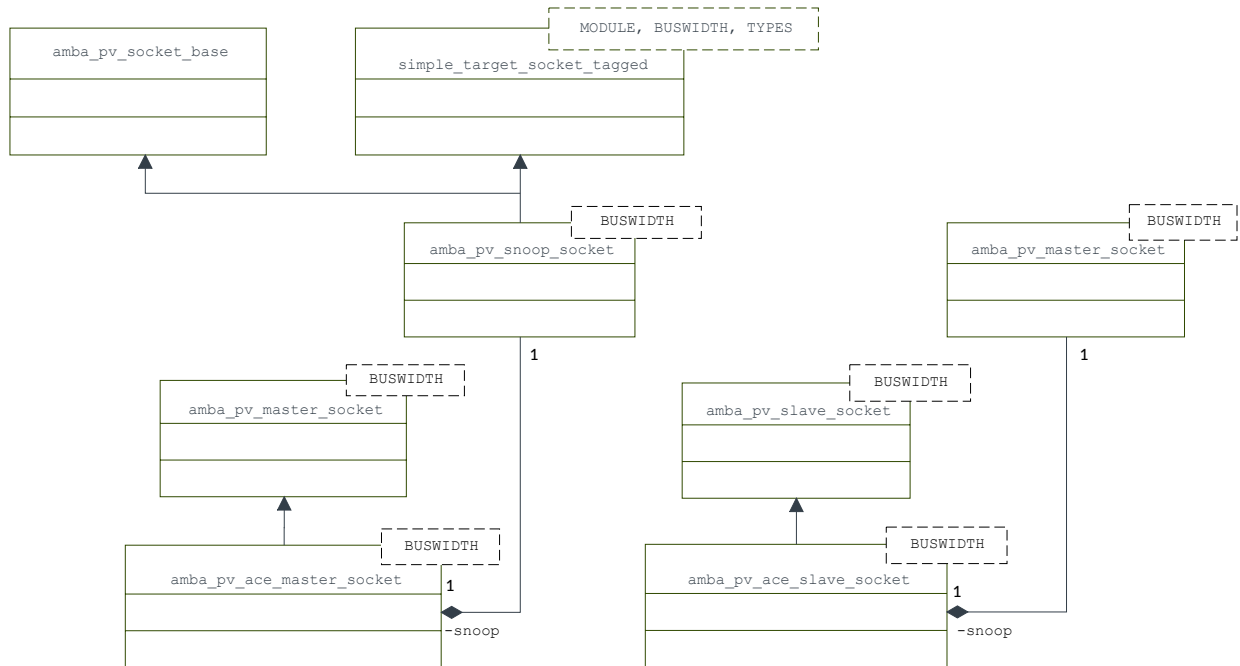 MODULE, BUSWIDTH, TYPES
amba_pv_socket_base
simple_target_socket_tagged
BUSWIDTH
amba_pv_snoop_socket
BUSWIDTH
amba_pv_master_socket
1
1
BUSWIDTH
amba_pv_master_socket
BUSWIDTH
amba_pv_slave_socket
BUSWIDTH
amba_pv_ace_master_socket
1
-snoop
BUSWIDTH
amba_pv_ace_slave_socket
1
-snoop